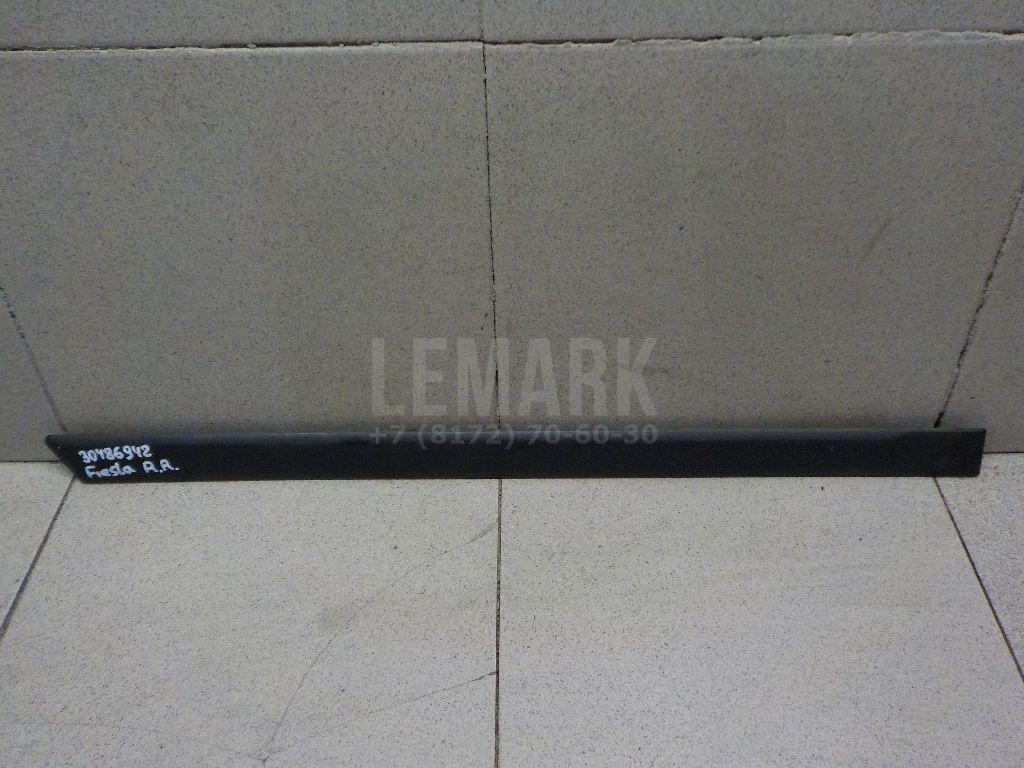 LEMARK
+7 (8172) 70-60-30
30486942
Fiesta A.A.